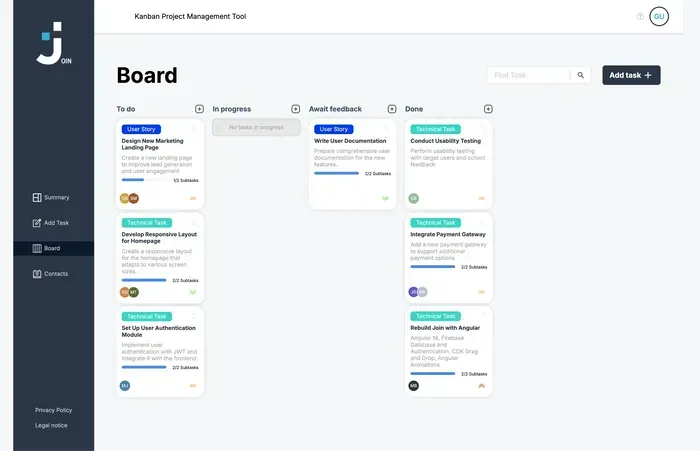 JOIN
Kanban Project Management Tool
GU
Board
Find Task
Add task +
To do
In progress
Await feedback
Done
User Story
Design New Marketing
Landing Page
Create a new landing page
to improve lead generation
and user engagement.
1/2 Subtasks
SM
Technical Task
Develop Responsive Layout
for Homepage
Create a responsive layout
for the homepage that
adapts to various screen
sizes.
2/2 Subtasks
MT
Technical Task
Set Up User Authentication
Module
Implement user
authentication with JWT and
integrate it with the frontend.
2/2 Subtasks
MJ
No tasks in progress
User Story
Write User Documentation
Prepare comprehensive user
documentation for the new
features.
2/2 Subtasks
Technical Task
Conduct Usability Testing
Perform usability testing
with target users and collect
feedback.
Technical Task
Integrate Payment Gateway
Add a new payment gateway
to support additional
payment options.
2/2 Subtasks
Technical Task
Rebuild Join with Angular
Angular 18, Firebase
Database and
Authentication, CDK Drag
and Drop, Angular
Animations
2/2 Subtasks
Summary
Add Task
Board
Contacts
Privacy Policy
Legal notice